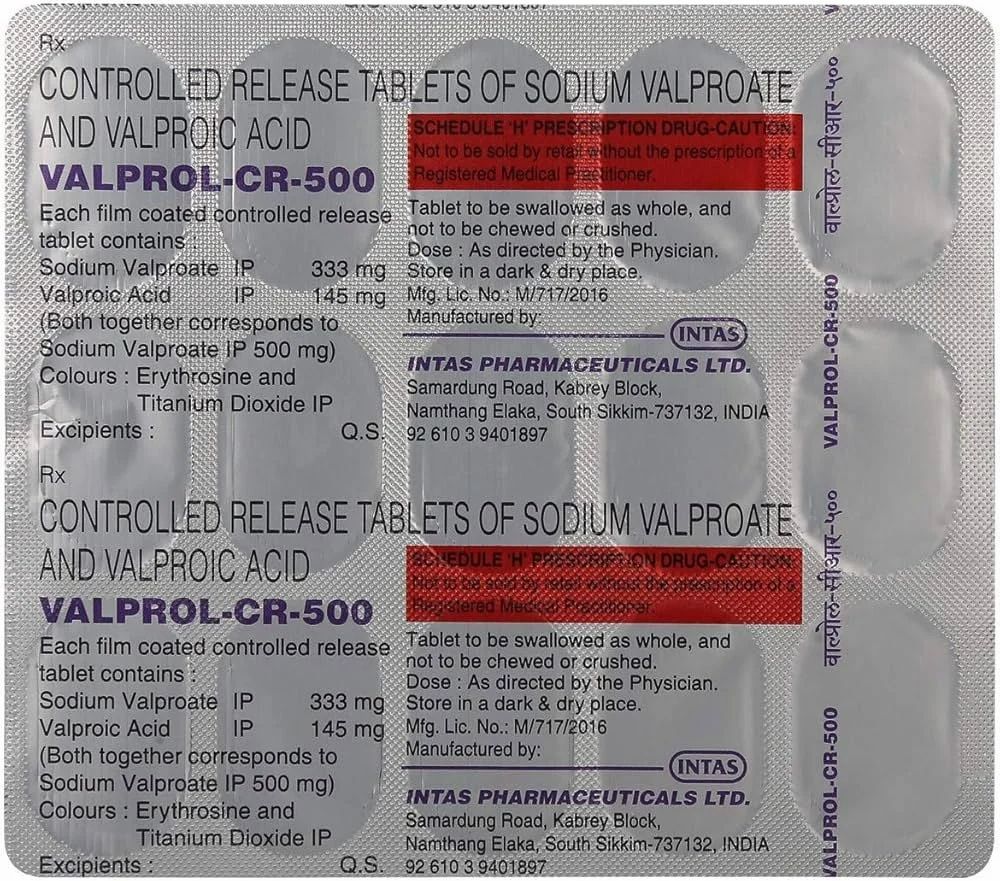 92 610 3 9401897
Rx
CONTROLLED RELEASE TABLETS OF SODIUM VALPROATE
AND VALPROIC ACID
VALPROL-CR-500
Each film coated controlled release
tablet contains
Sodium Valproate IP 333 mg
Valproic Acid IP 145 mg
(Both together corresponds to
Sodium Valproate IP 500 mg)
Colours : Erythrosine and
Titanium Dioxide IP
Excipients : Q.S.
SCHEDULE 'H' PRESCRIPTION DRUG-CAUTION:
Not to be sold by retail without the prescription of a
Registered Medical Practitioner.
Tablet to be swallowed as whole, and
not to be chewed or crushed.
Dose : As directed by the Physician.
Store in a dark & dry place.
Mfg. Lic. No.: M/717/2016
Manufactured by:
INTAS
INTAS PHARMACEUTICALS LTD.
Samardung Road, Kabrey Block,
Namthang Elaka, South Sikkim-737132, INDIA
92 610 3 9401897
Rx
CONTROLLED RELEASE TABLETS OF SODIUM VALPROATE
AND VALPROIC ACID
VALPROL-CR-500
Each film coated controlled release
tablet contains :
Sodium Valproate IP 333 mg
Valproic Acid IP 145 mg
(Both together corresponds to
Sodium Valproate IP 500 mg)
Colours : Erythrosine and
Titanium Dioxide IP
Excipients : Q.S.
SCHEDULE 'H' PRESCRIPTION DRUG-CAUTION:
Not to be sold by retail without the prescription of a
Registered Medical Practitioner.
Tablet to be swallowed as whole, and
not to be chewed or crushed.
Dose : As directed by the Physician.
Store in a dark & dry place.
Mfg. Lic. No.: M/717/2016
Manufactured by:
INTAS
INTAS PHARMACEUTICALS LTD.
Samardung Road, Kabrey Block,
Namthang Elaka, South Sikkim-737132, INDIA
92 610 3 9401897
वाल्प्रोल-सीआर-५००
VALPROL-CR-500
वाल्प्रोल-सीआर-५००
VALPROL-CR-500